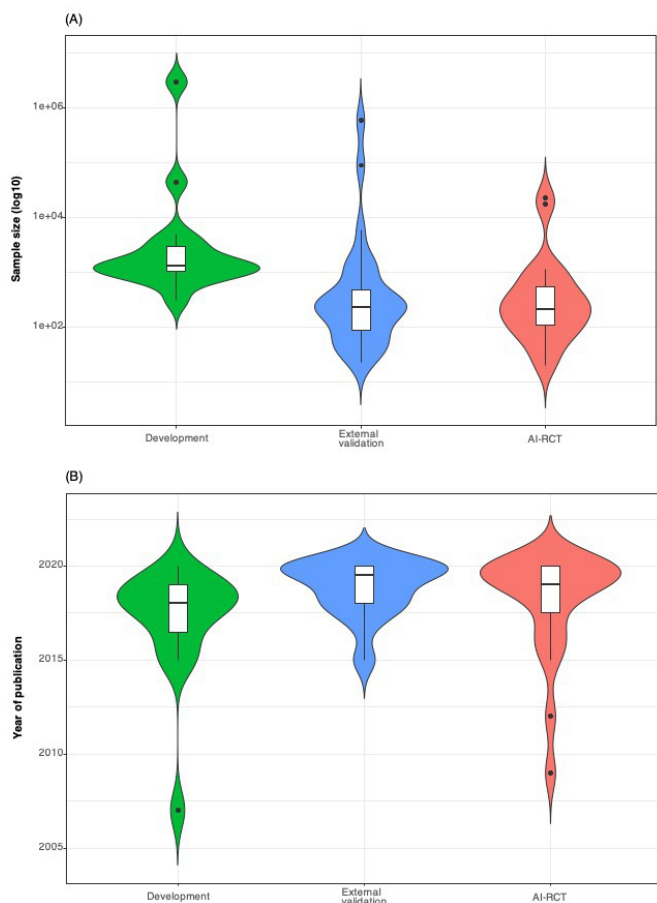 (A)
1e+06
1e+04
1e+02
Sample size (log10)
Development
External
validation
AI-RCT
(B)
2020
2015
2010
2005
Year of publication
Development
External
validation
AI-RCT